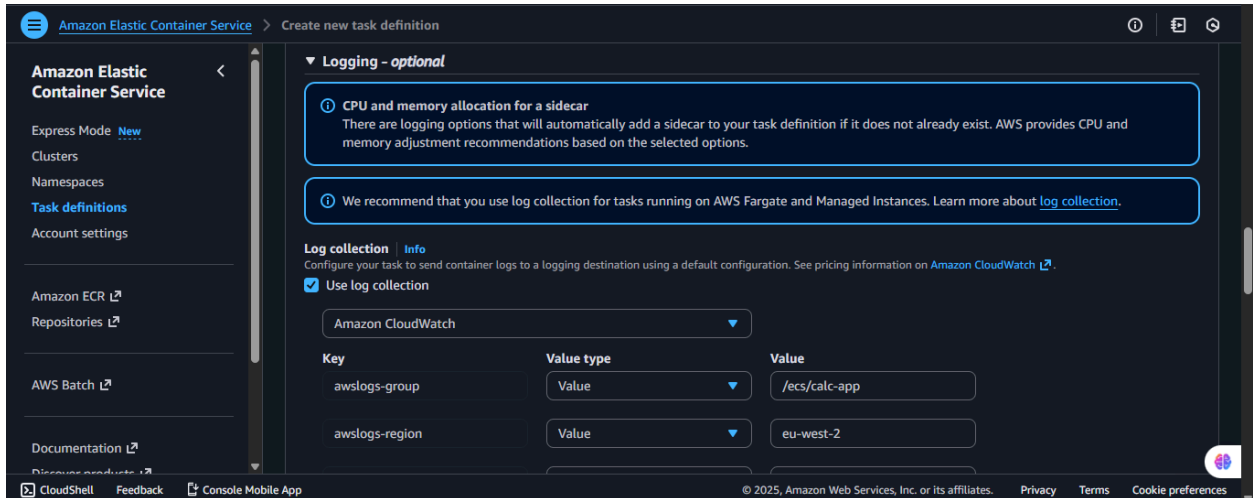 Amazon Elastic Container Service > Create new task definition
Amazon Elastic
Container Service
Express Mode New
Clusters
Namespaces
Task definitions
Account settings
Amazon ECR
Repositories
AWS Batch
Documentation
Discover products
Logging - optional
CPU and memory allocation for a sidecar
There are logging options that will automatically add a sidecar to your task definition if it does not already exist. AWS provides CPU and
memory adjustment recommendations based on the selected options.
We recommend that you use log collection for tasks running on AWS Fargate and Managed Instances. Learn more about log collection.
Log collection | Info
Configure your task to send container logs to a logging destination using a default configuration. See pricing information on Amazon CloudWatch .
Use log collection
Amazon CloudWatch
Key Value type Value
awslogs-group Value /ecs/calc-app
awslogs-region Value eu-west-2
CloudShell Feedback Console Mobile App © 2025, Amazon Web Services, Inc. or its affiliates. Privacy Terms Cookie preferences